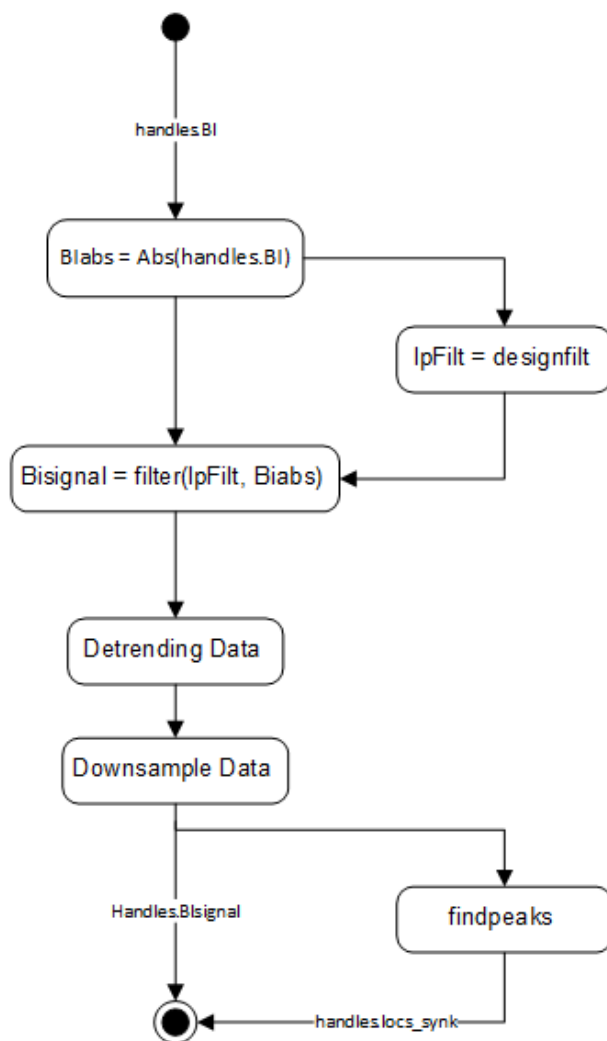 handles.BI
BIabs = Abs(handles.BI)
lpFilt = designfilt
Bisignal = filter(lpFilt, Biabs)
Detrending Data
Downsample Data
Handles.BIsignal
findpeaks
handles.locs_synk